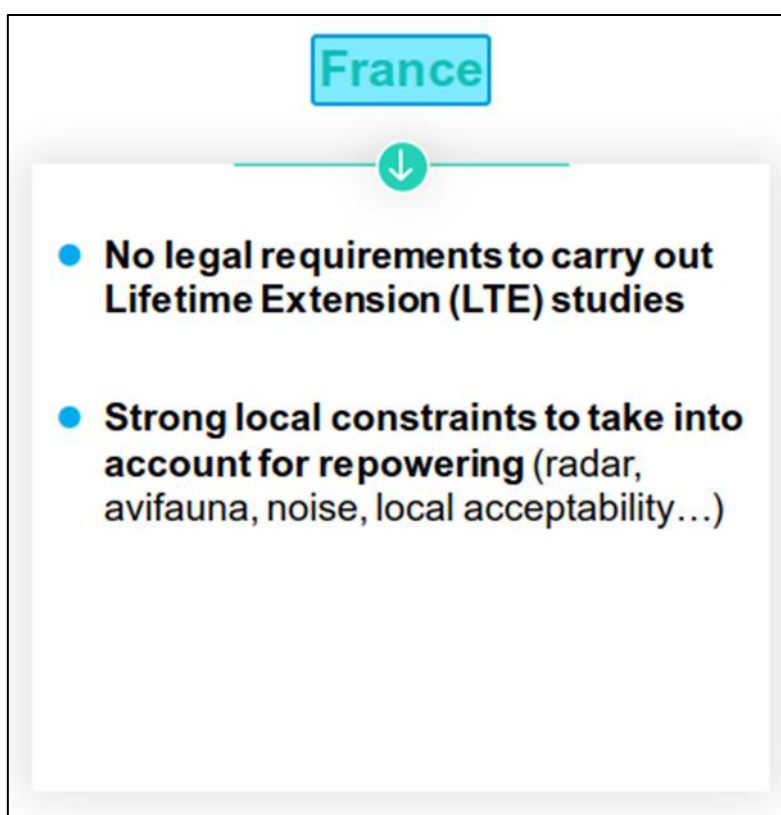 France
No legal requirements to carry out
Lifetime Extension (LTE) studies
Strong local constraints to take into
account for repowering (radar,
avifauna, noise, local acceptability…)